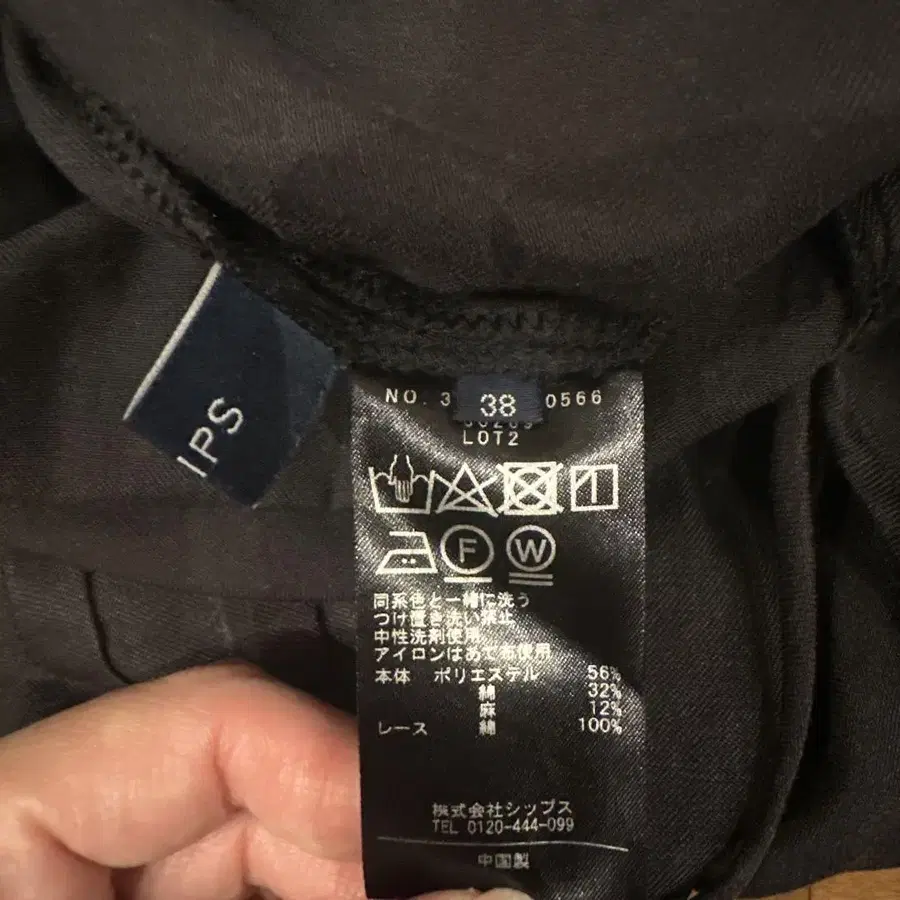 IPS
NO. 3 38 0566
LOT2
F W
同系色と一緒に洗う
つけ置き洗い禁止
中性洗剤使用
アイロンはあて布使用
本体 ポリエステル 56%
綿 32%
麻 12%
レース 綿 100%
株式会社シップス
TEL 0120-444-099
中国製